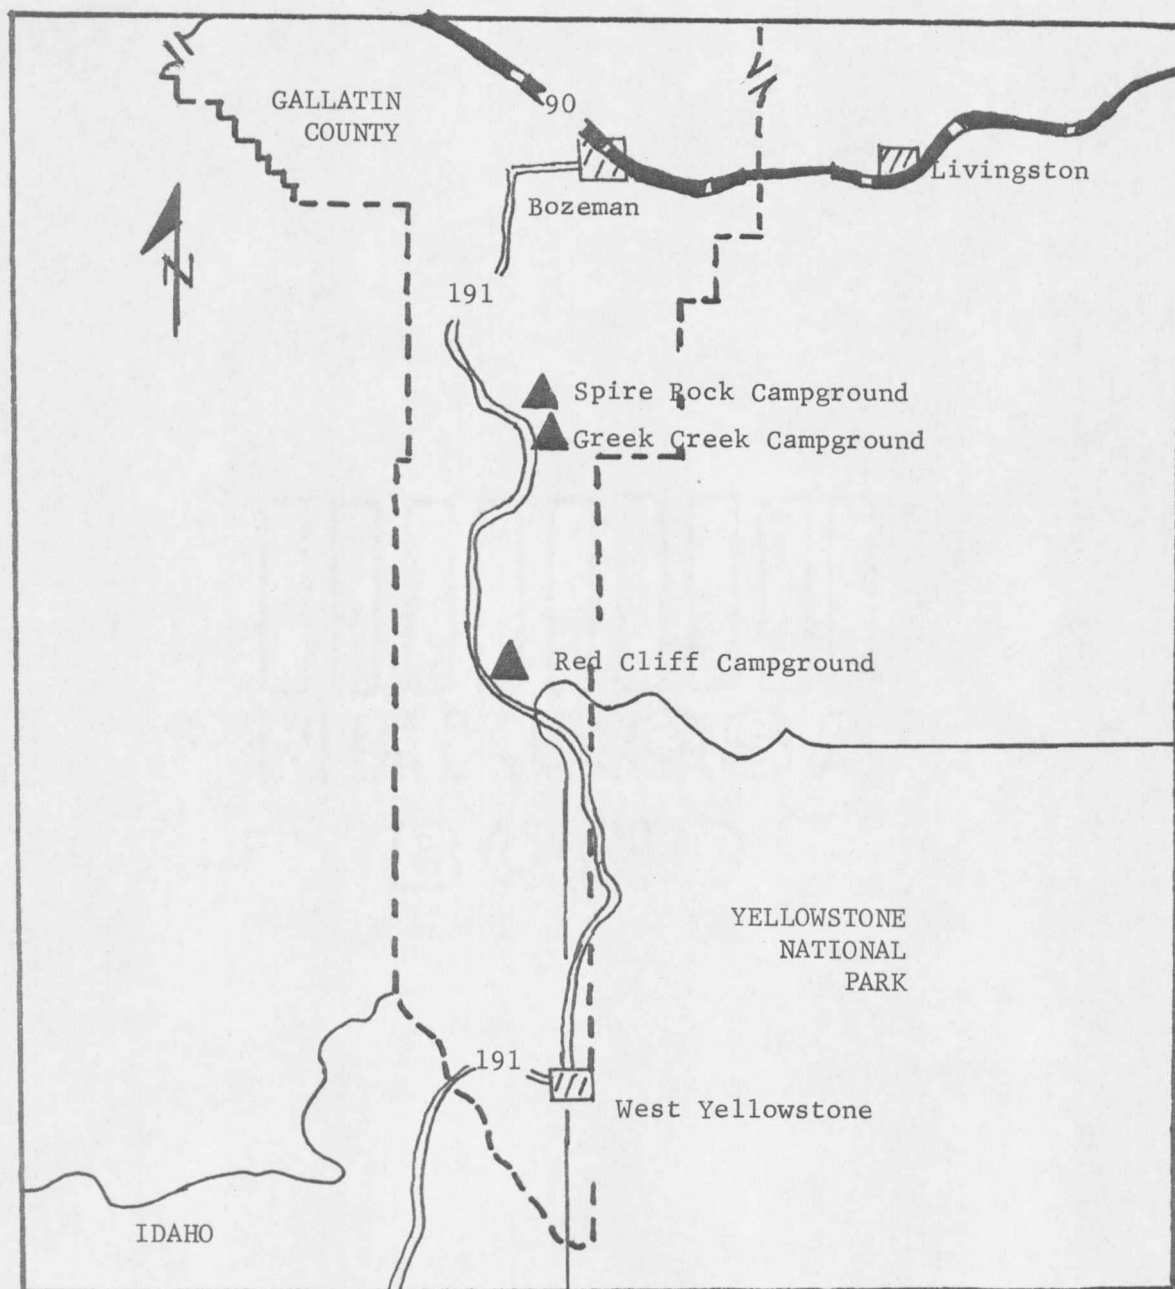 GALLATIN
COUNTY
90
Livingston
Bozeman
N
191
Spire Rock Campground
Greek Creek Campground
Red Cliff Campground
YELLOWSTONE
NATIONAL
PARK
191
West Yellowstone
IDAHO